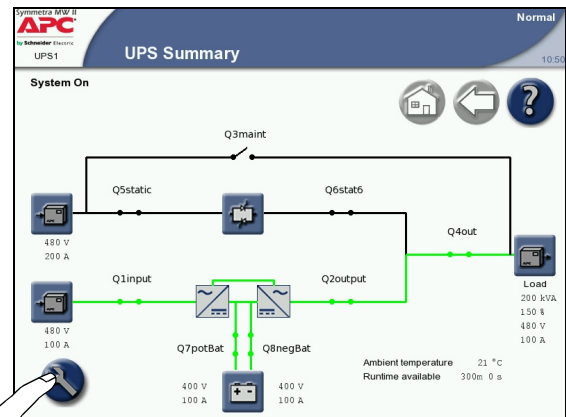 Symmetra MW II
APC
by Schneider Electric
UPS1
UPS Summary
Normal
10:50
System On
?
Q3maint
Q5static
Q6stat6
480 V
200 A
Q4out
Load
200 kVA
150 %
480 V
100 A
Q1input
Q2output
480 V
100 A
Q7potBat
Q8negBat
400 V
100 A
400 V
100 A
Ambient temperature 21 °C
Runtime available 300m 0 s